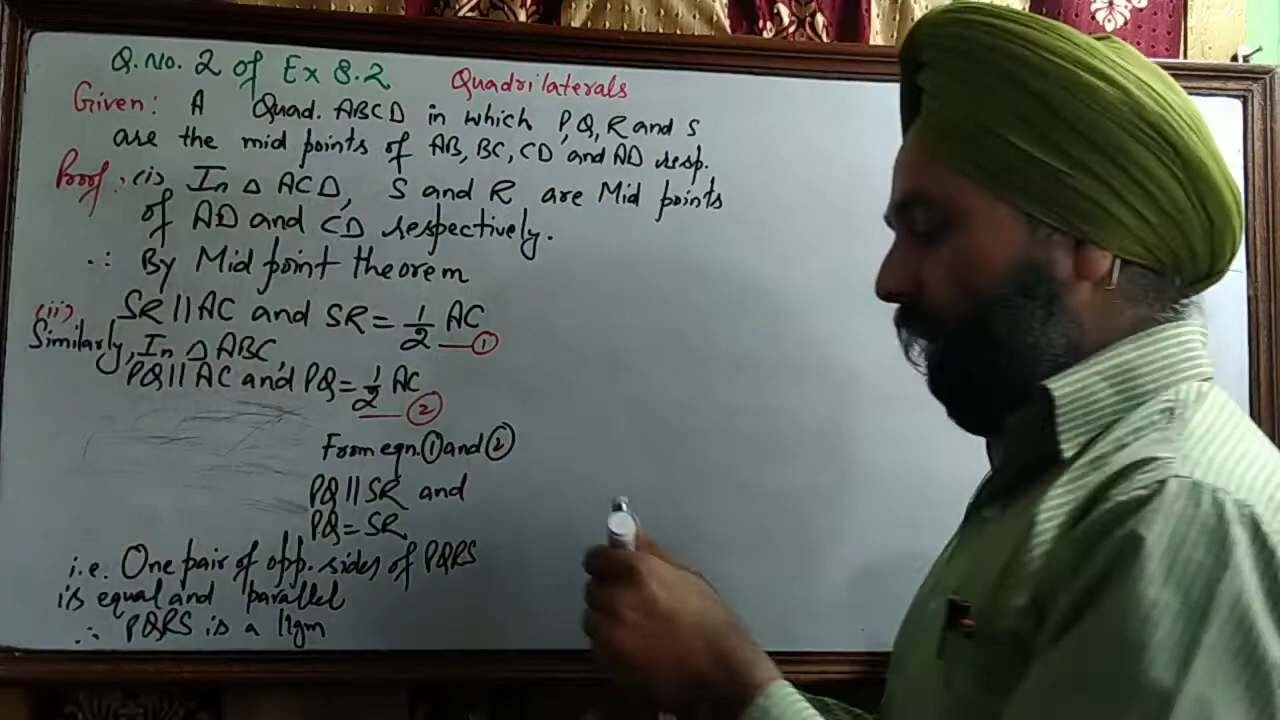 Q.No. 2 of Ex 8.2 Quadrilaterals
Given: A Quad. ABCD in which P,Q,R and S
are the mid points of AB, BC, CD and AD resp.
Proof: (i) In △ ACD, S and R are Mid points
of AD and CD respectively.
∴ By Mid point theorem
SR || AC and SR = 1/2 AC — ①
(ii) Similarly, In △ ABC,
PQ || AC and PQ = 1/2 AC — ②
From eqn. ① and ②
PQ || SR and
PQ = SR
i.e. One pair of opp. sides of PQRS
is equal and parallel
∴ PQRS is a ||gm